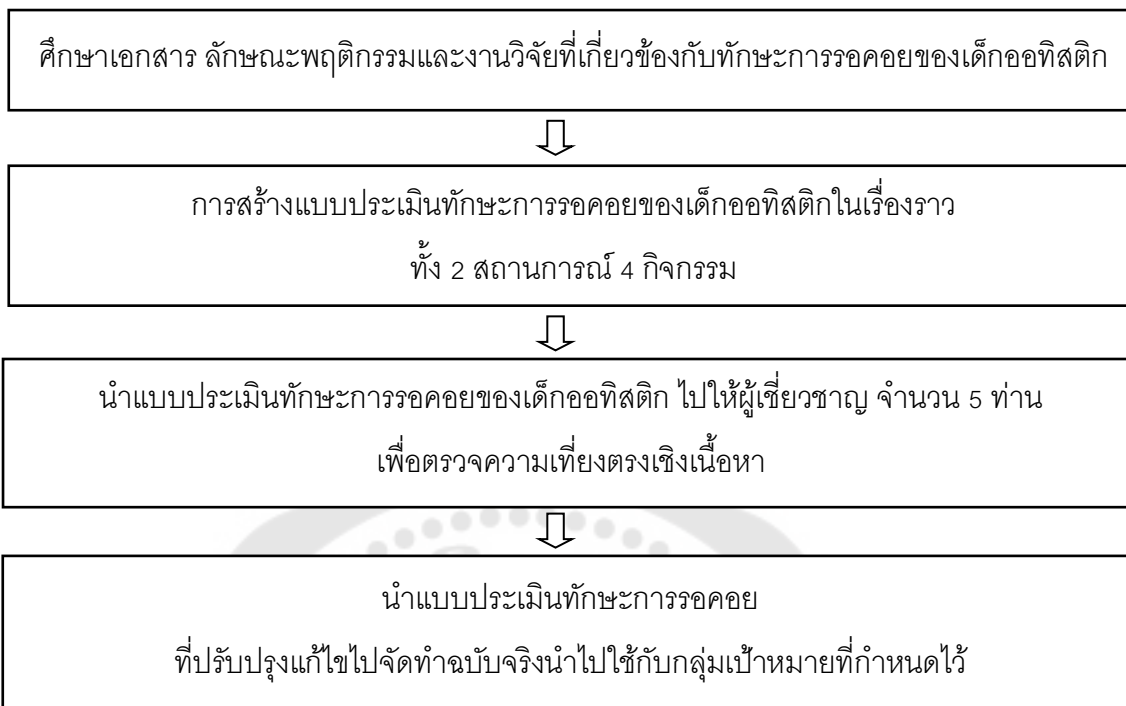 ศึกษาเอกสาร ลักษณะพฤติกรรมและงานวิจัยที่เกี่ยวข้องกับทักษะการรอคอยของเด็กออทิสติก
การสร้างแบบประเมินทักษะการรอคอยของเด็กออทิสติกในเรื่องราว
ทั้ง 2 สถานการณ์ 4 กิจกรรม
นำแบบประเมินทักษะการรอคอยของเด็กออทิสติก ไปให้ผู้เชี่ยวชาญ จำนวน 5 ท่าน
เพื่อตรวจความเที่ยงตรงเชิงเนื้อหา
นำแบบประเมินทักษะการรอคอย
ที่ปรับปรุงแก้ไขไปจัดทำฉบับจริงนำไปใช้กับกลุ่มเป้าหมายที่กำหนดไว้